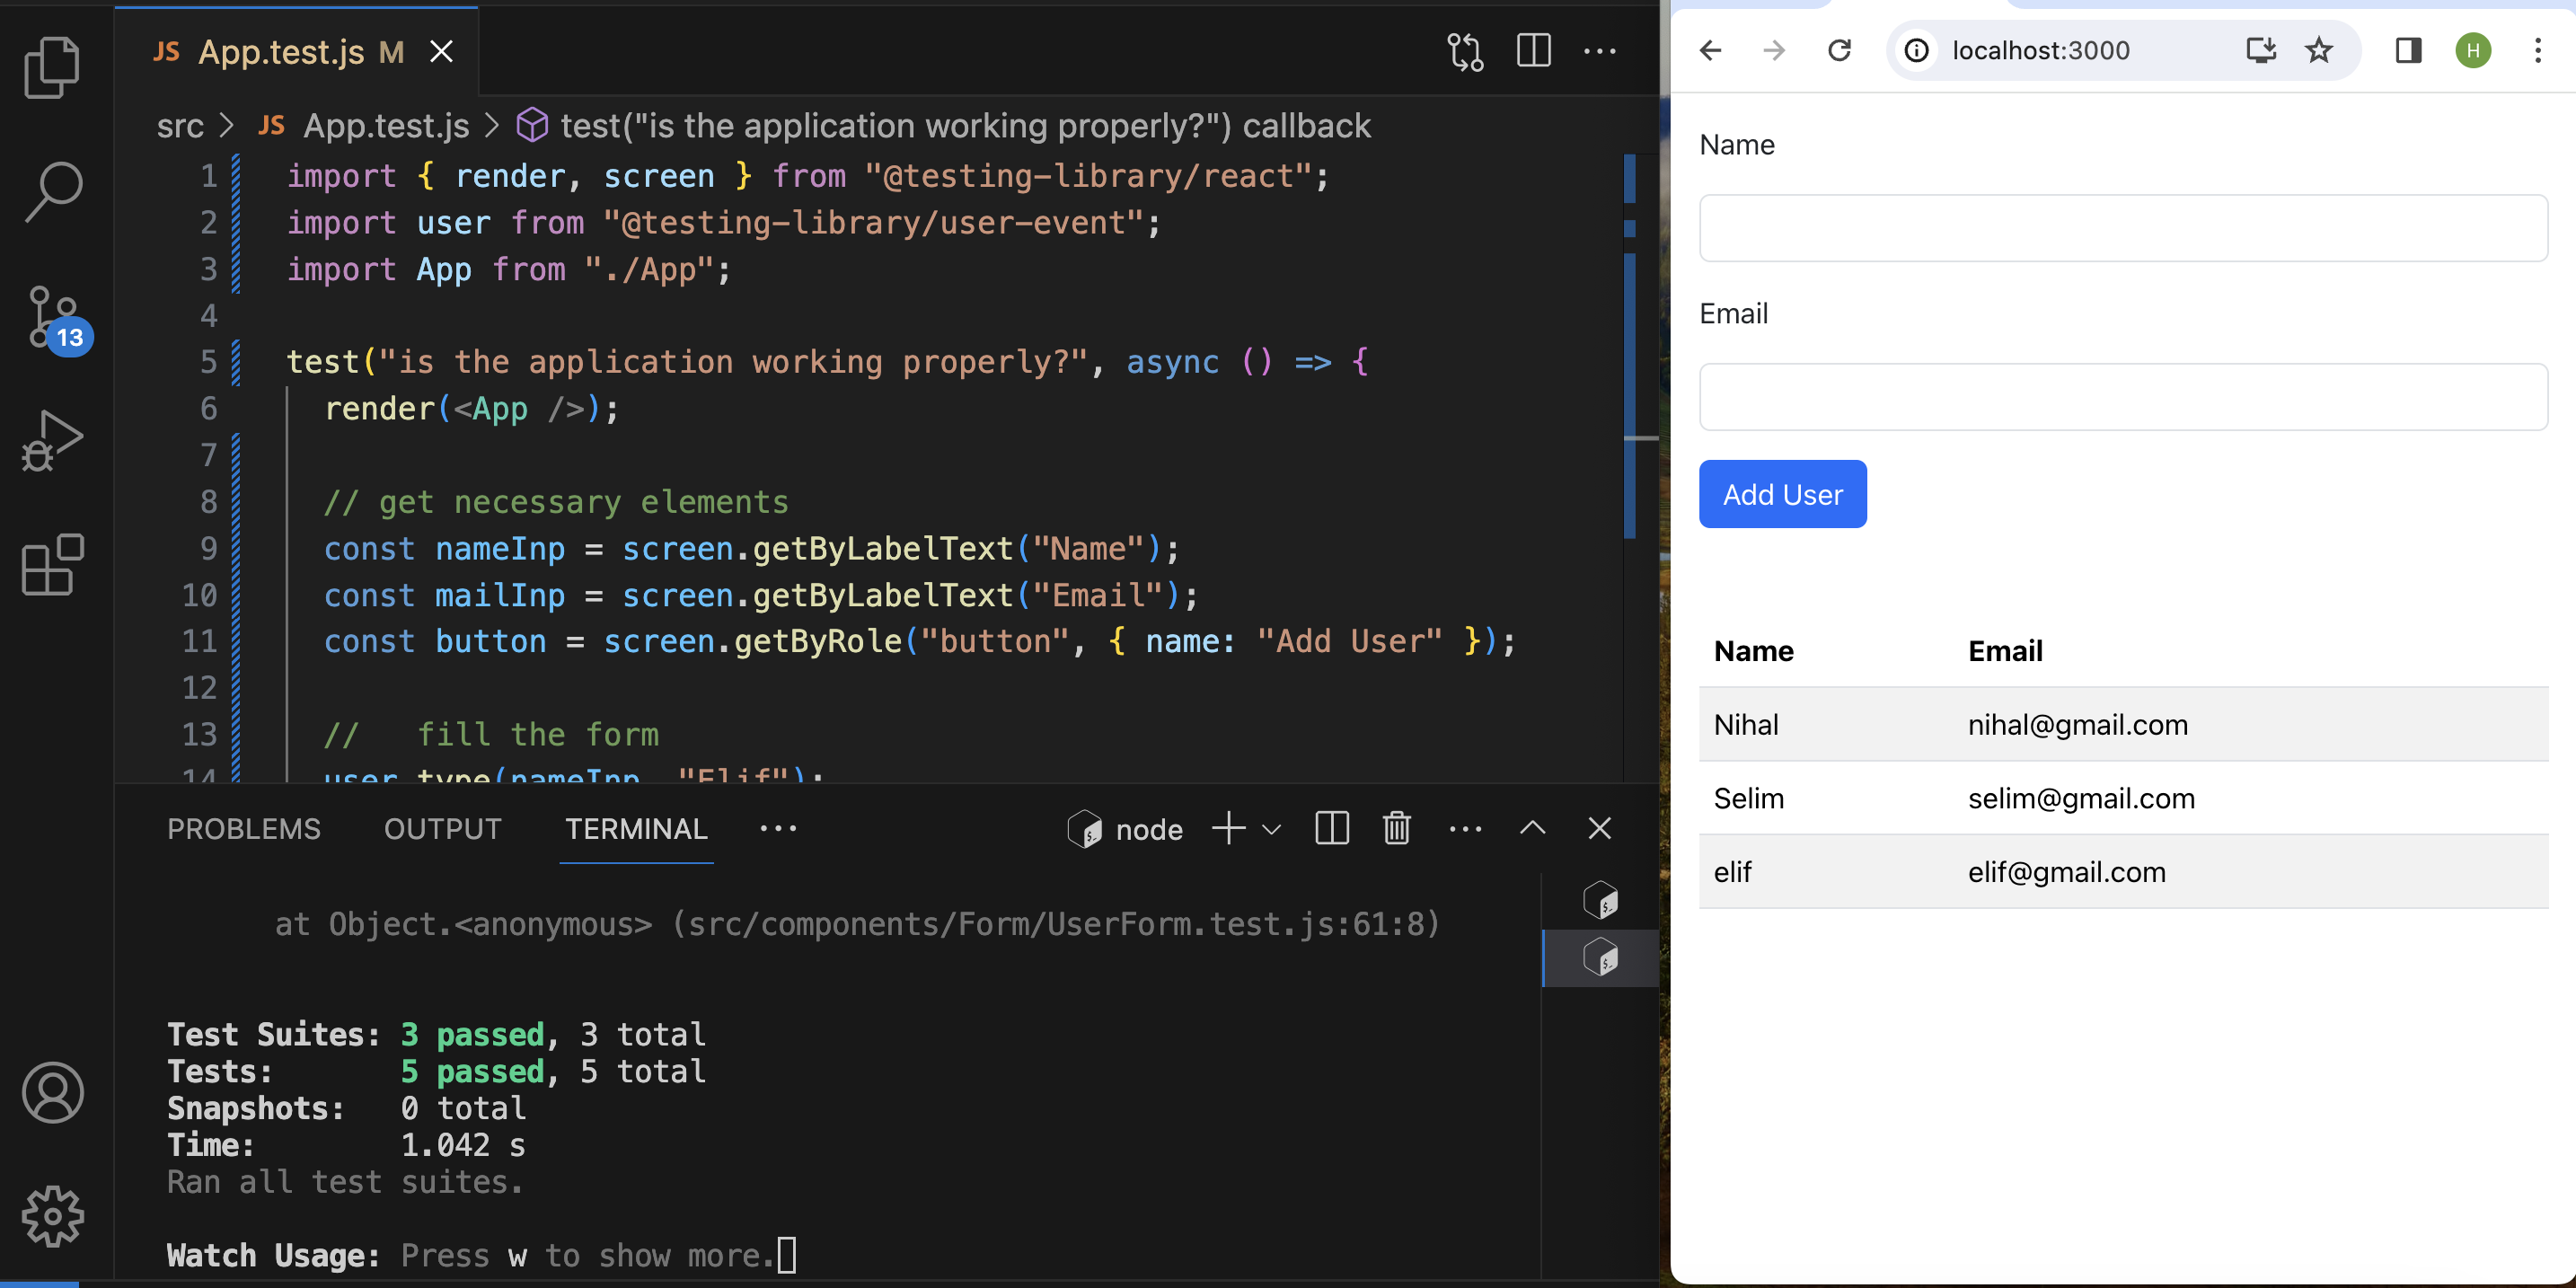 JS App.test.js M
src > JS App.test.js > test("is the application working properly?") callback
1 import { render, screen } from "@testing-library/react";
2 import user from "@testing-library/user-event";
3 import App from "./App";
4
5 test("is the application working properly?", async () => {
6 render(<App />);
7
8 // get necessary elements
9 const nameInp = screen.getByLabelText("Name");
10 const mailInp = screen.getByLabelText("Email");
11 const button = screen.getByRole("button", { name: "Add User" });
12
13 //   fill the form
14 user.type(nameInp, "Elif");
13
PROBLEMS OUTPUT TERMINAL ··· node
at Object.<anonymous> (src/components/Form/UserForm.test.js:61:8)
Test Suites: 3 passed, 3 total
Tests: 5 passed, 5 total
Snapshots: 0 total
Time: 1.042 s
Ran all test suites.
Watch Usage: Press w to show more.
localhost:3000
H
Name
Email
Add User
Name Email
Nihal nihal@gmail.com
Selim selim@gmail.com
elif elif@gmail.com